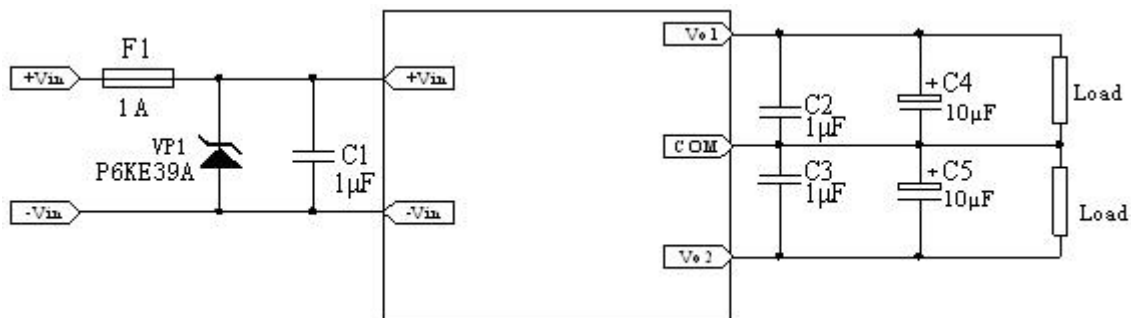 F1
+Vin
1A
VP1
P6KE39A
C1
1μF
-Vin
+Vin
-Vin
Vo1
COM
Vo2
C2
1μF
C3
1μF
+C4
10μF
+C5
10μF
Load
Load